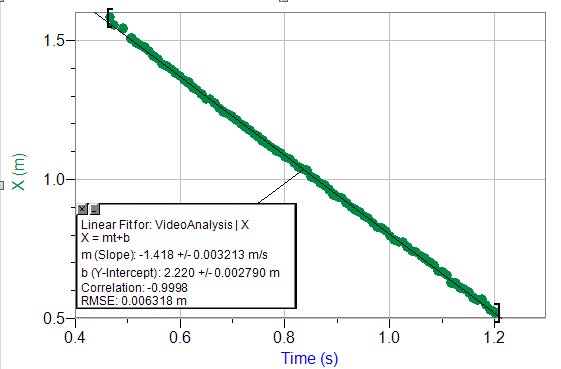 1.5
1.0
0.5
X (m)
Linear Fit for: VideoAnalysis | X
X = mt+b
m (Slope): -1.418 +/- 0.003213 m/s
b (Y-Intercept): 2.220 +/- 0.002790 m
Correlation: -0.9998
RMSE: 0.006318 m
0.4 0.6 0.8 1.0 1.2
Time (s)